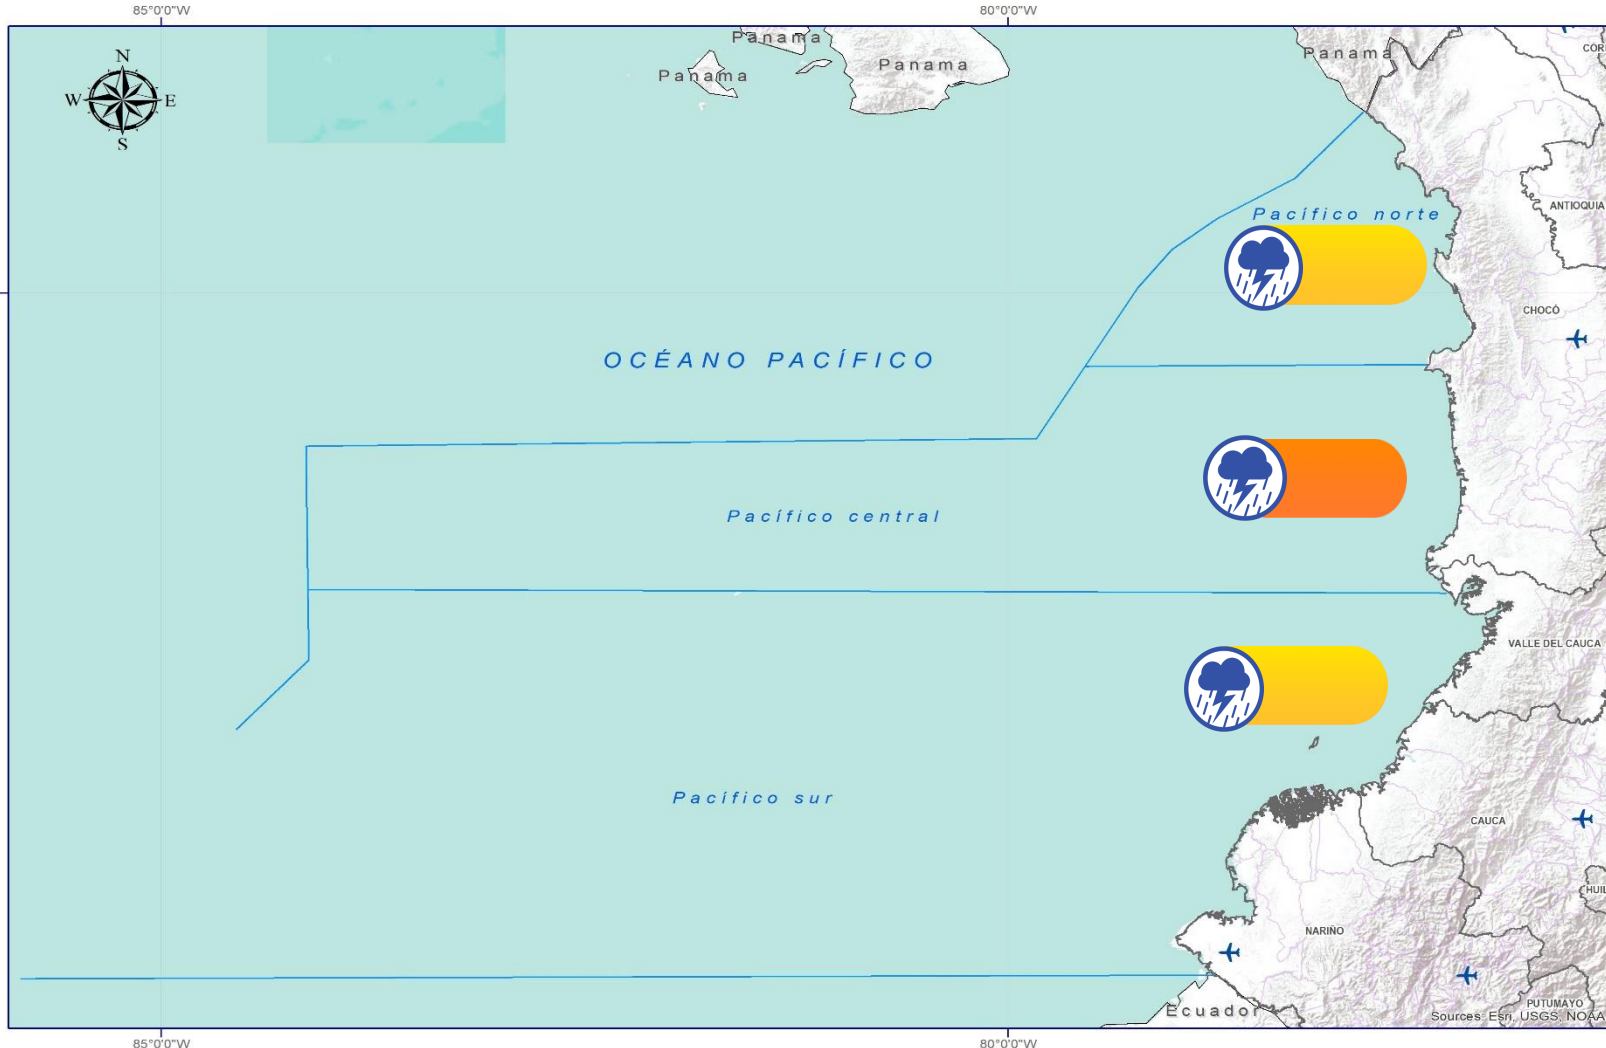 85°0'0"W 80°0'0"W
N
W E
S
Panama
Panama
Panama
Panama
COR
ANTIOQUIA
Pacífico norte
CHOCÓ
OCÉANO PACÍFICO
Pacífico central
VALLE DEL CAUCA
Pacífico sur
CAUCA
HUIL
NARIÑO
PUTUMAYO
Ecuador
Sources: Esri, USGS, NOAA
85°0'0"W 80°0'0"W